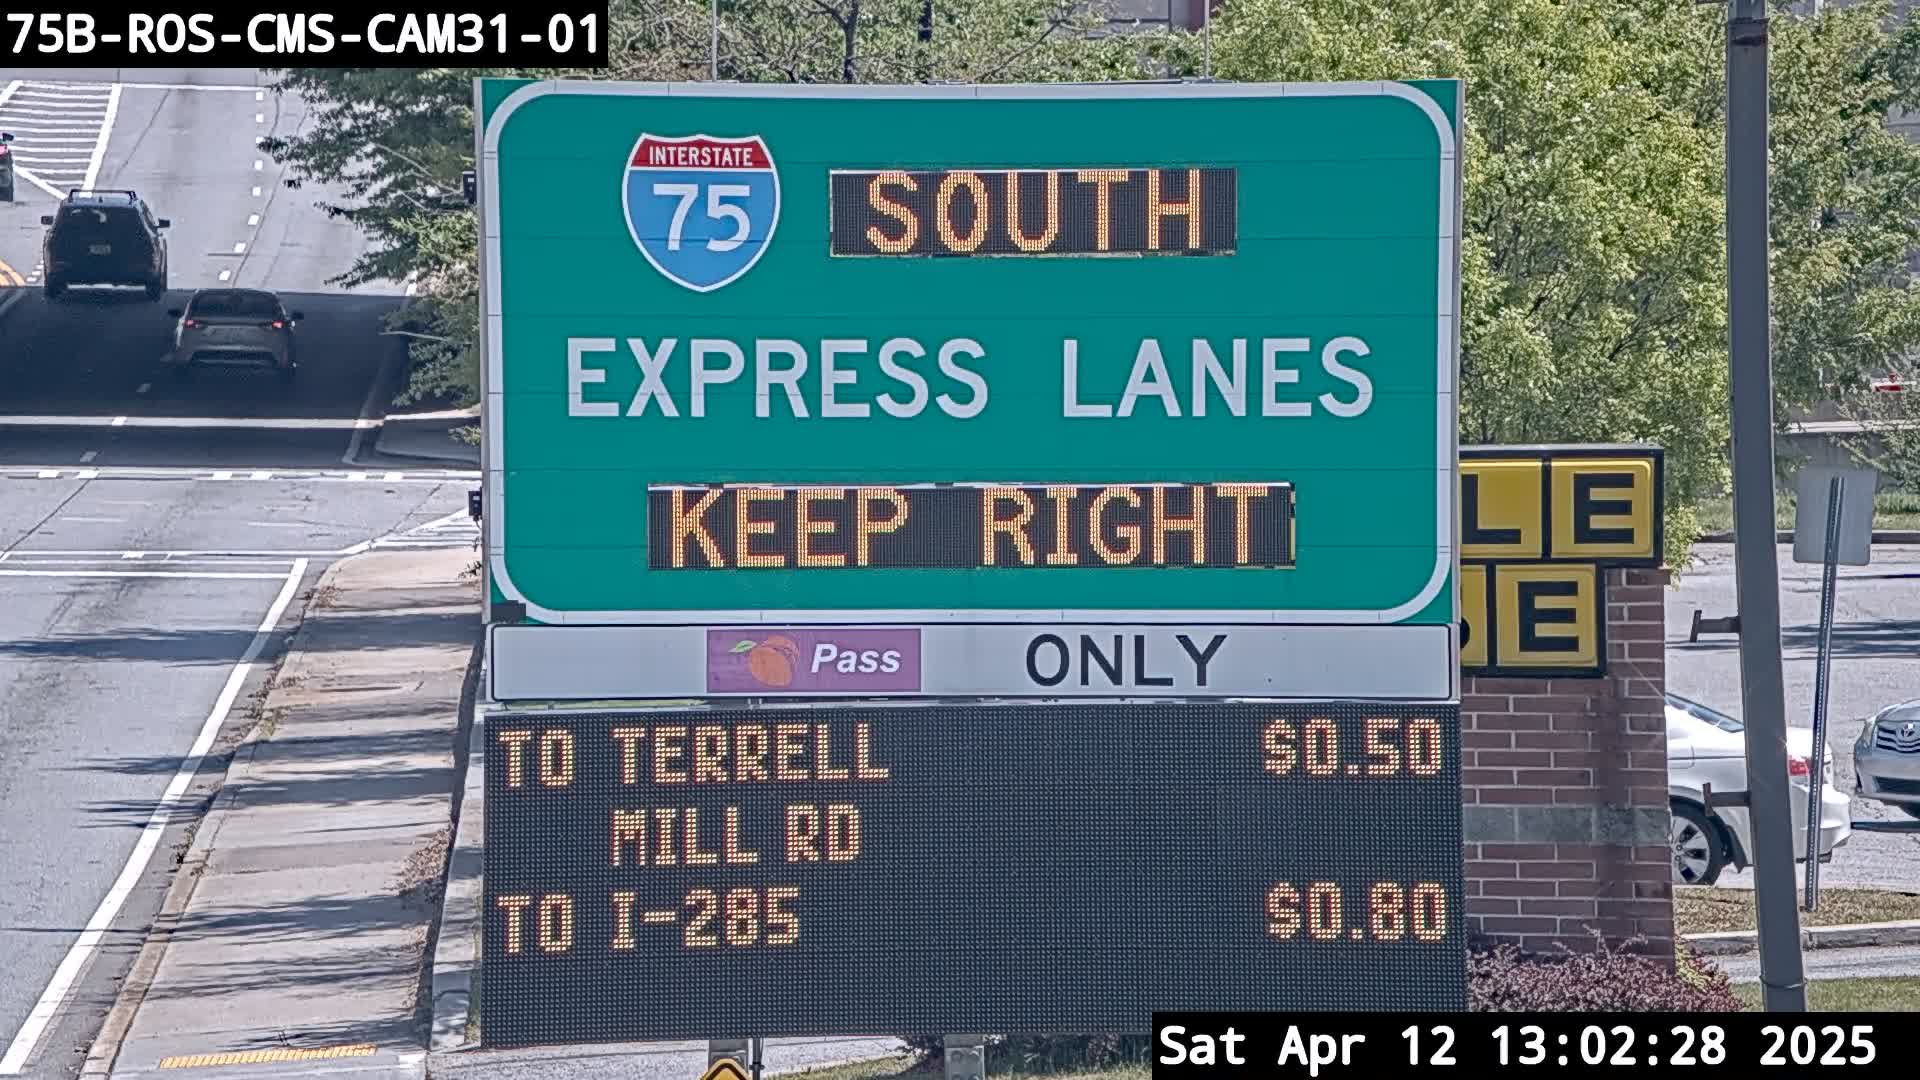 75B-ROS-CMS-CAM31-01
INTERSTATE
75
SOUTH
EXPRESS LANES
KEEP RIGHT
Pass ONLY
TO TERRELL $0.50
MILL RD
TO I-285 $0.80
LE
E
Sat Apr 12 13:02:28 2025